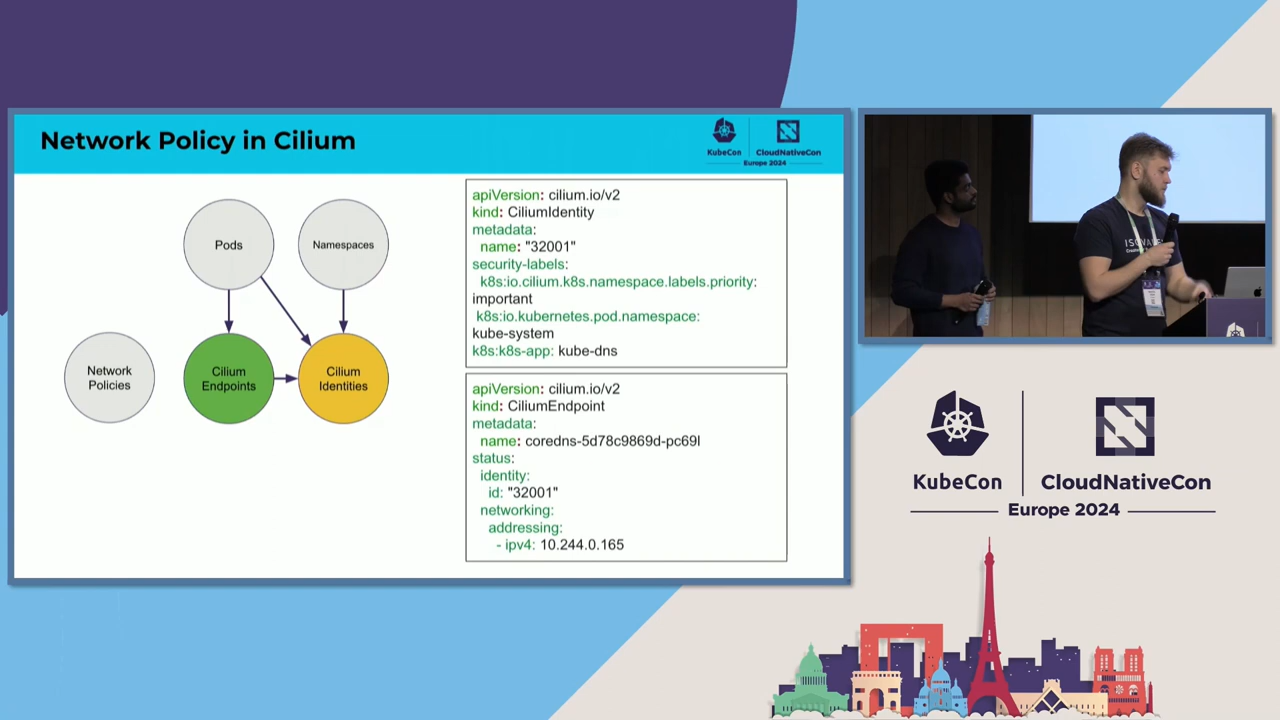 Network Policy in Cilium
KubeCon
CloudNativeCon
Europe 2024
Pods
Namespaces
Network
Policies
Cilium
Endpoints
Cilium
Identities
apiVersion: cilium.io/v2
kind: CiliumIdentity
metadata:
name: "32001"
security-labels:
k8s:io.cilium.k8s.namespace.labels.priority:
important
k8s:io.kubernetes.pod.namespace:
kube-system
k8s:k8s-app: kube-dns
apiVersion: cilium.io/v2
kind: CiliumEndpoint
metadata:
name: coredns-5d78c9869d-pc69l
status:
identity:
id: "32001"
networking:
addressing:
- ipv4: 10.244.0.165
KubeCon
CloudNativeCon
Europe 2024